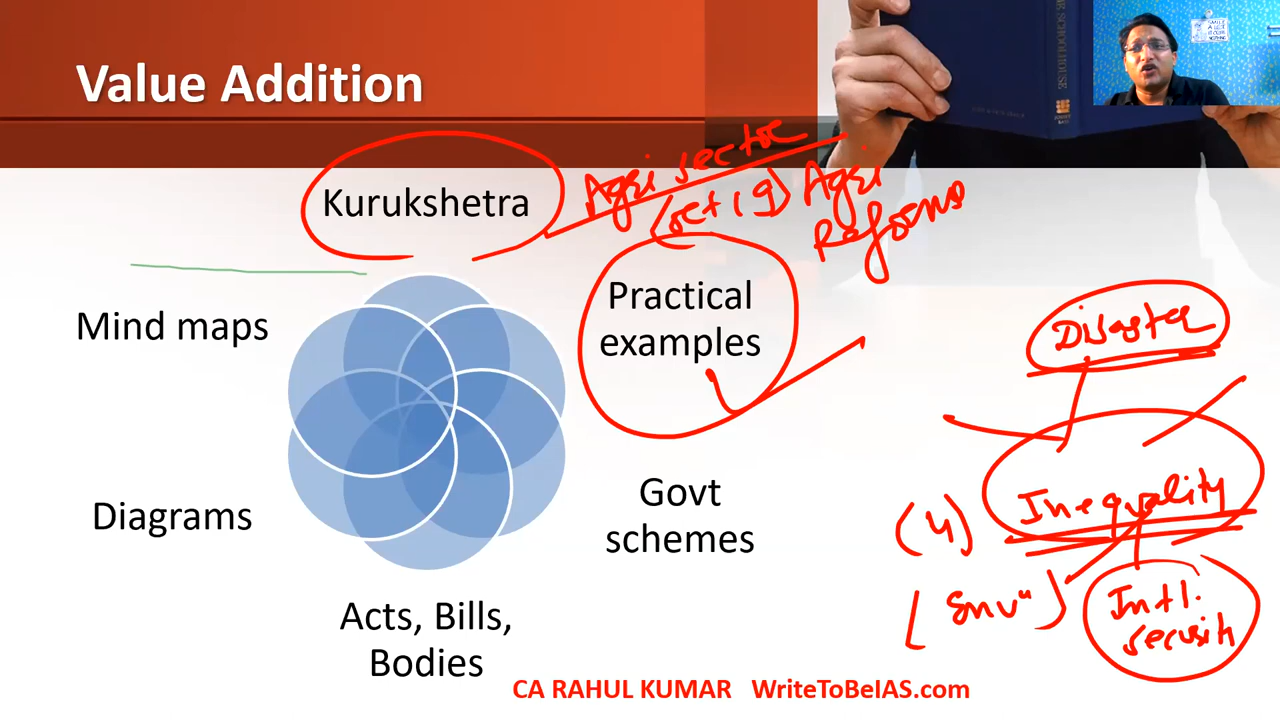 Value Addition
Kurukshetra
Agri sector
(oct 19) Agri
Reforms
Mind maps
Practical
examples
Disaster
Diagrams
Govt
schemes
(4) Inequality
Acts, Bills,
Bodies
Intl.
CA RAHUL KUMAR WriteToBeIAS.com